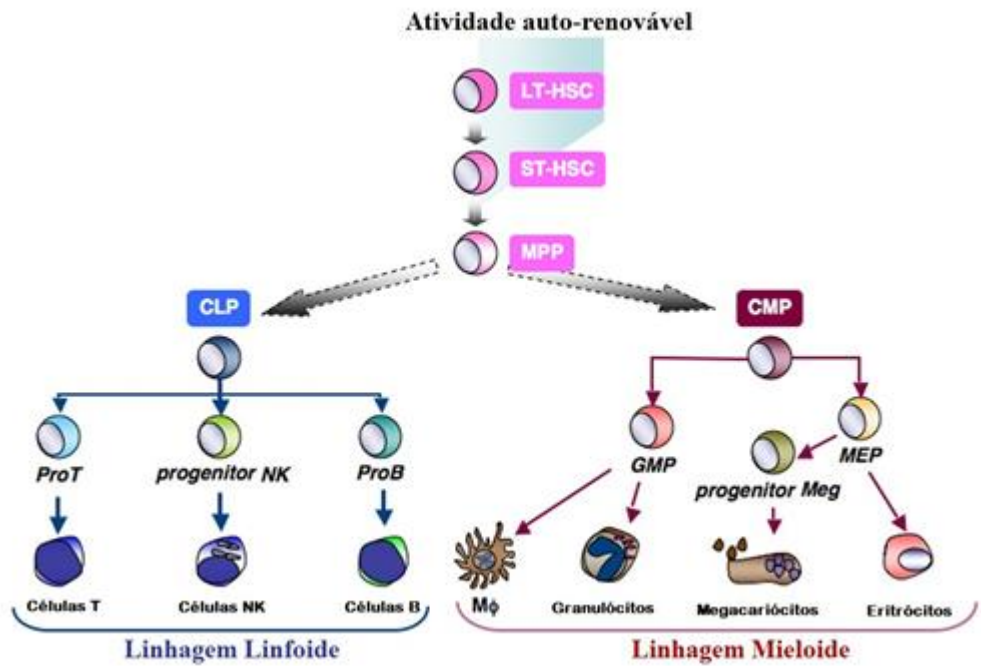 Atividade auto-renovável
LT-HSC
ST-HSC
MPP
CLP
CMP
ProT
progenitor NK
ProB
GMP
progenitor Meg
MEP
Células T
Células NK
Células B
Mϕ
Granulócitos
Megacariócitos
Eritrócitos
Linhagem Linfoide
Linhagem Mieloide